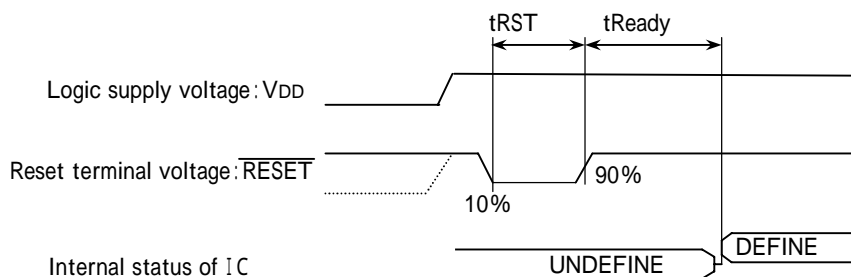 tRST tReady
Logic supply voltage: VDD
Reset terminal voltage: RESET
10% 90%
Internal status of IC UNDEFINE DEFINE